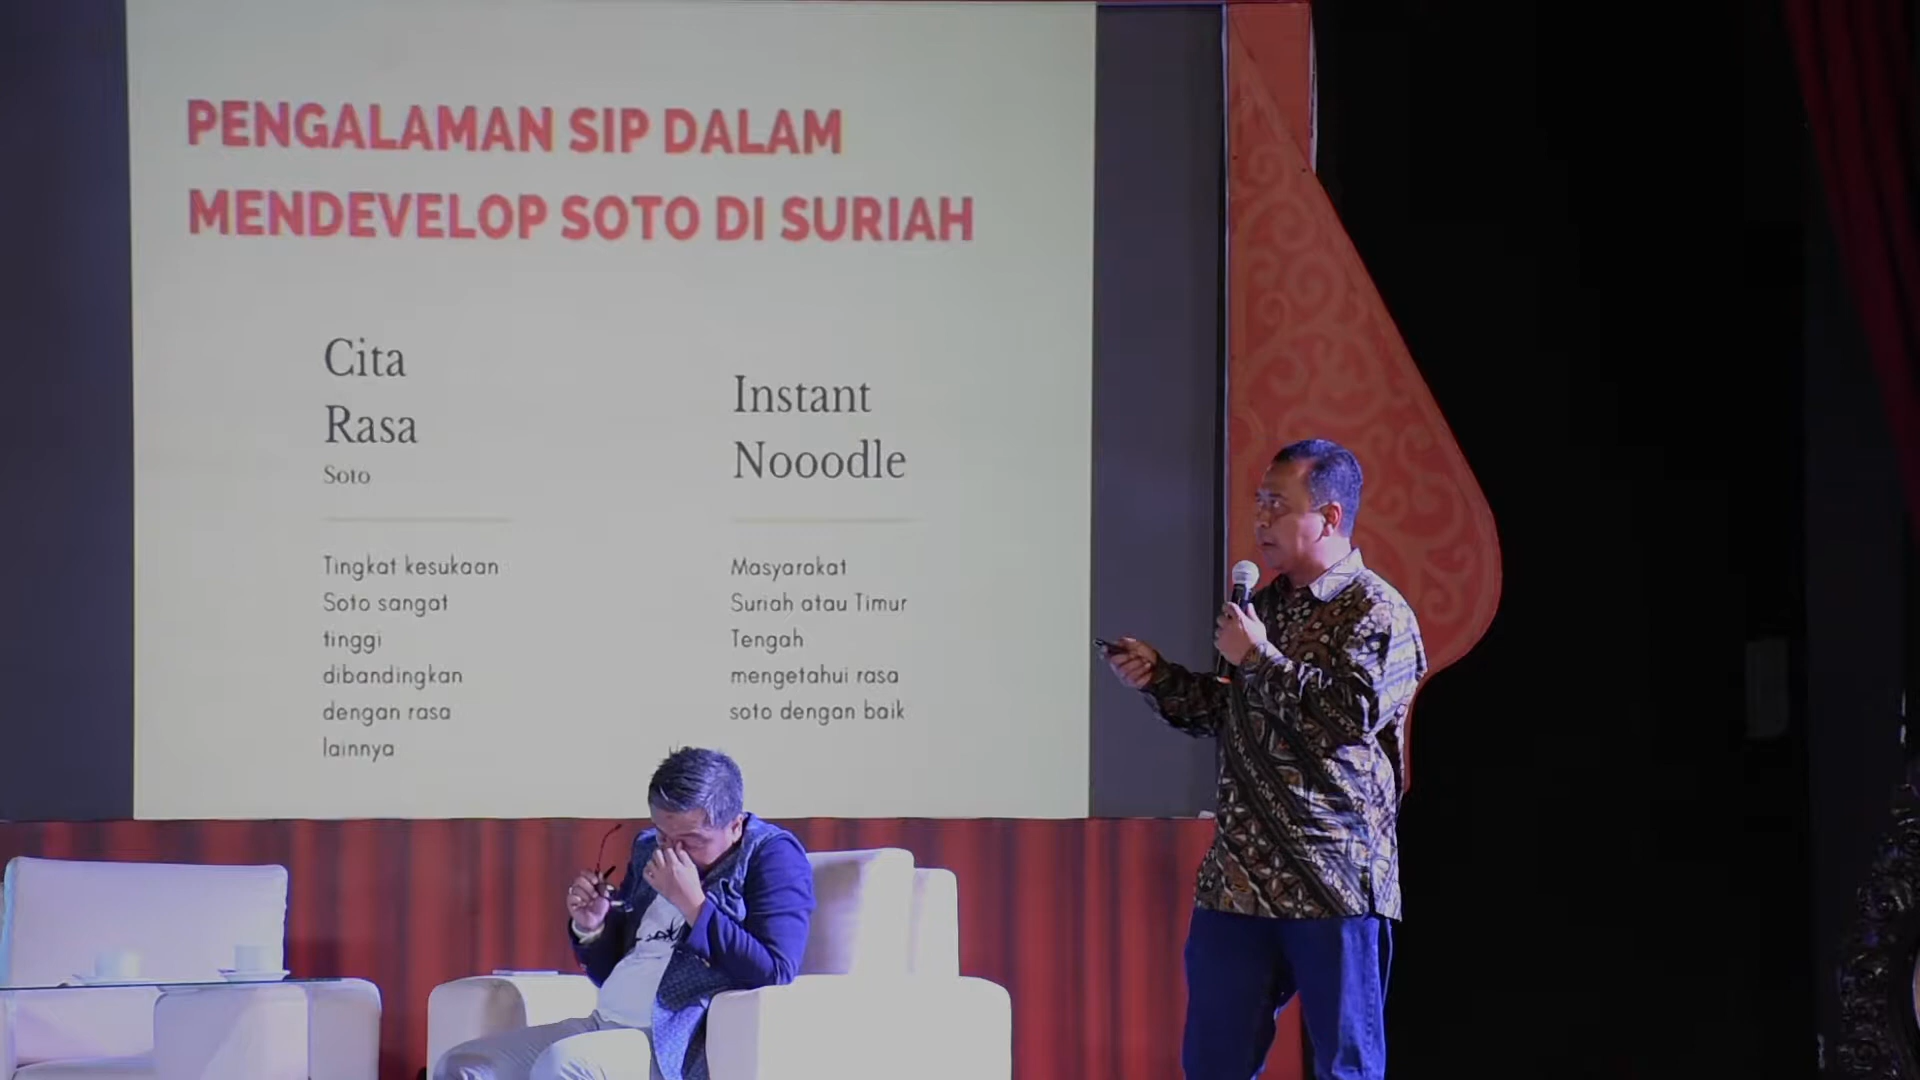 PENGALAMAN SIP DALAM
MENDEVELOP SOTO DI SURIAH
Cita
Rasa
Soto
Tingkat kesukaan
Soto sangat
tinggi
dibandingkan
dengan rasa
lainnya
Instant
Nooodle
Masyarakat
Suriah atau Timur
Tengah
mengetahui rasa
soto dengan baik